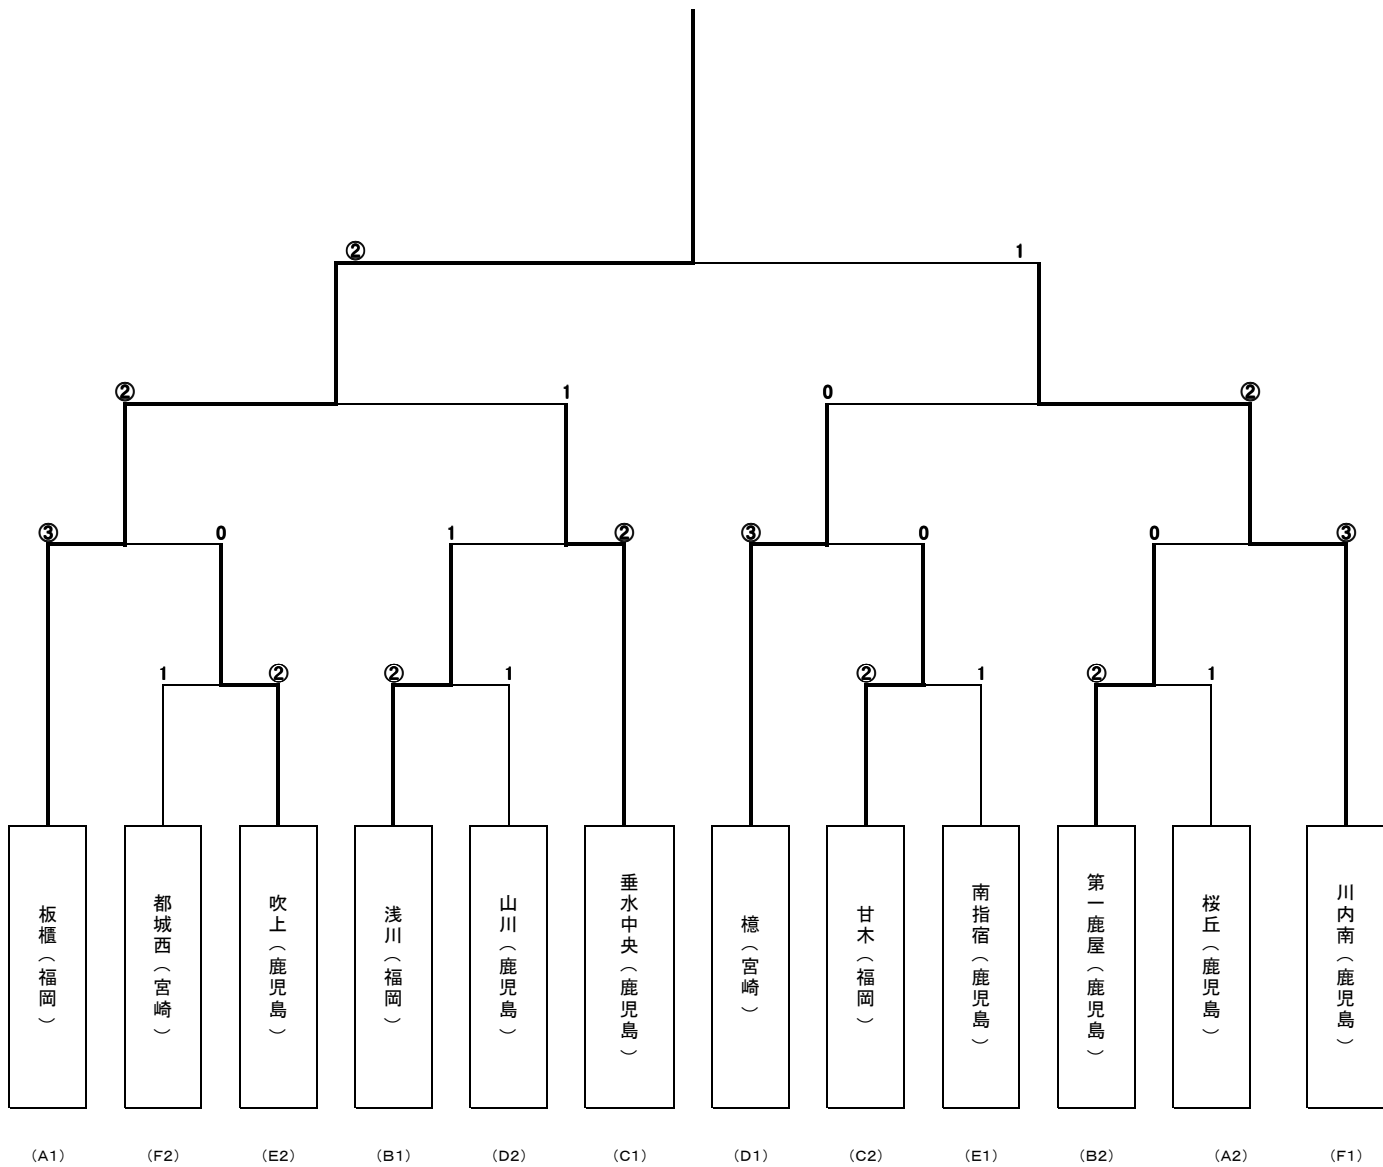 ② 1
② 1 0 ②
③ 0 1 ② ③ 0 0 ③
1 ② ② 1 ② 1 ② 1
板櫃（福岡）
都城西（宮崎）
吹上（鹿児島）
浅川（福岡）
山川（鹿児島）
垂水中央（鹿児島）
檍（宮崎）
甘木（福岡）
南指宿（鹿児島）
第一鹿屋（鹿児島）
桜丘（鹿児島）
川内南（鹿児島）
（A1） （F2） （E2） （B1） （D2） （C1） （D1） （C2） （E1） （B2） （A2） （F1）